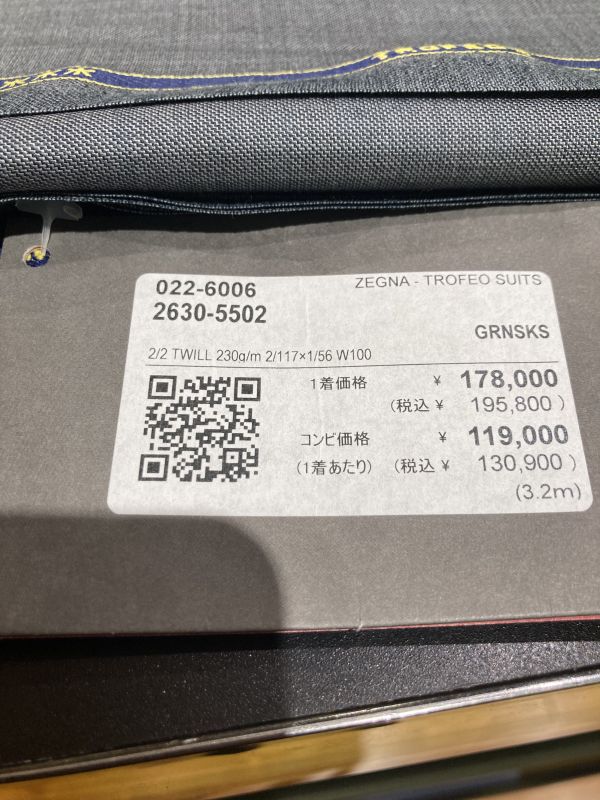 TROFEO
022-6006
ZEGNA - TROFEO SUITS
2630-5502
GRNSKS
2/2 TWILL 230g/m 2/117×1/56 W100
1着価格 ¥ 178,000
(税込 ¥ 195,800 )
コンビ価格 ¥ 119,000
(1着あたり) (税込 ¥ 130,900 )
(3.2m)